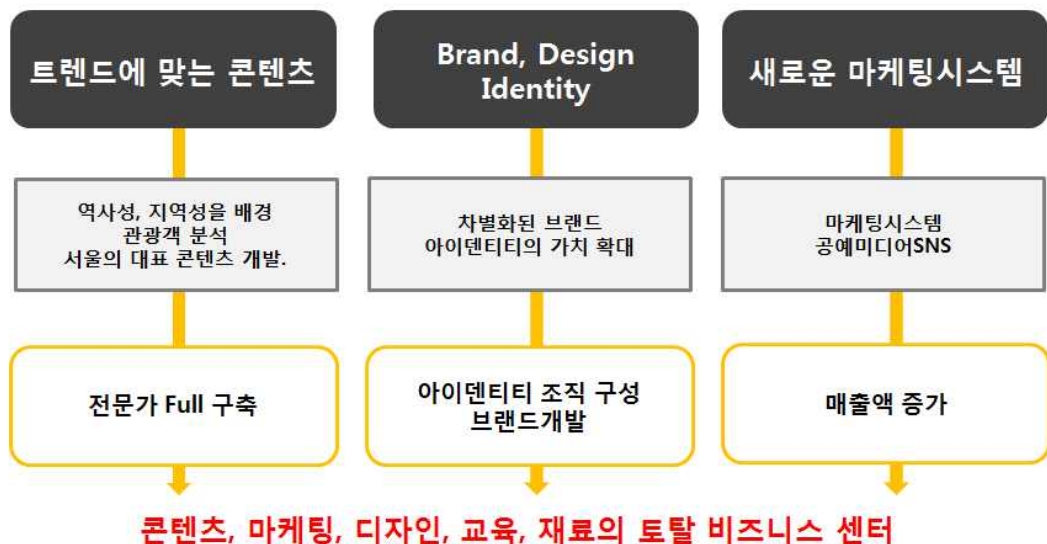 트렌드에 맞는 콘텐츠
Brand, Design
Identity
새로운 마케팅시스템
역사성, 지역성을 배경
관광객 분석
서울의 대표 콘텐츠 개발.
차별화된 브랜드
아이덴티티의 가치 확대
마케팅시스템
공예미디어SNS
전문가 Full 구축
아이덴티티 조직 구성
브랜드개발
매출액 증가
콘텐츠, 마케팅, 디자인, 교육, 재료의 토탈 비즈니스 센터